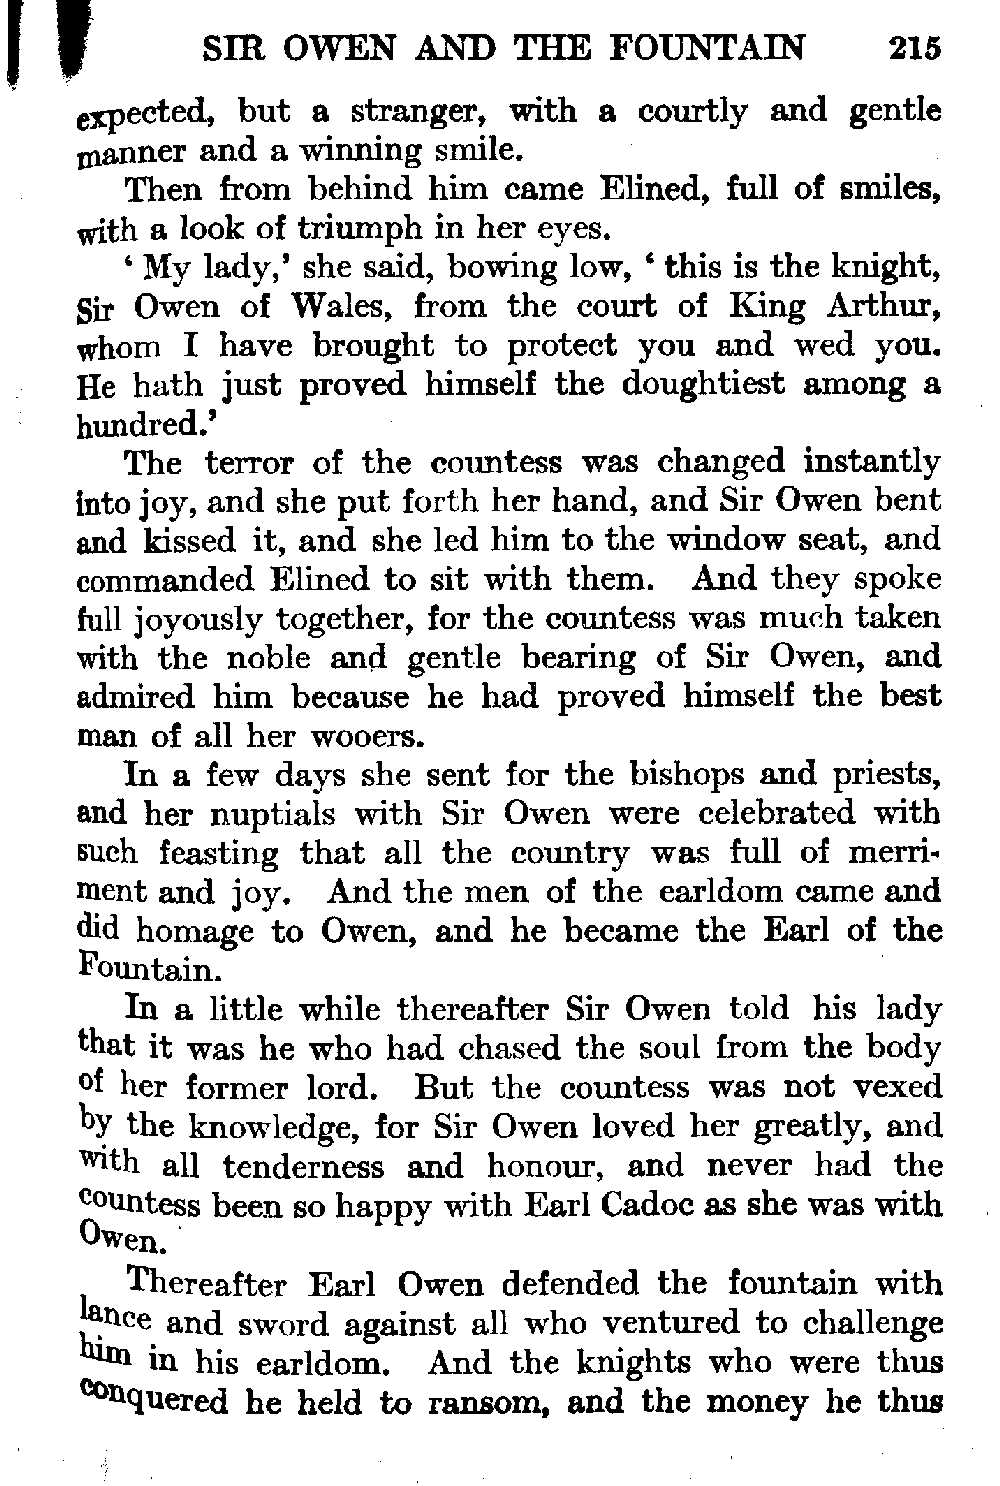 SIR OWEN AND THE FOUNTAIN 215
expected, but a stranger, with a courtly and gentle
manner and a winning smile.
Then from behind him came Elined, full of smiles,
with a look of triumph in her eyes.
‘ My lady,’ she said, bowing low, ‘ this is the knight,
Sir Owen of Wales, from the court of King Arthur,
whom I have brought to protect you and wed you.
He hath just proved himself the doughtiest among a
hundred.’
The terror of the countess was changed instantly
into joy, and she put forth her hand, and Sir Owen bent
and kissed it, and she led him to the window seat, and
commanded Elined to sit with them. And they spoke
full joyously together, for the countess was much taken
with the noble and gentle bearing of Sir Owen, and
admired him because he had proved himself the best
man of all her wooers.
In a few days she sent for the bishops and priests,
and her nuptials with Sir Owen were celebrated with
such feasting that all the country was full of merri-
ment and joy. And the men of the earldom came and
did homage to Owen, and he became the Earl of the
Fountain.
In a little while thereafter Sir Owen told his lady
that it was he who had chased the soul from the body
of her former lord. But the countess was not vexed
by the knowledge, for Sir Owen loved her greatly, and
with all tenderness and honour, and never had the
countess been so happy with Earl Cadoc as she was with
Owen.
Thereafter Earl Owen defended the fountain with
lance and sword against all who ventured to challenge
him in his earldom. And the knights who were thus
conquered he held to ransom, and the money he thus